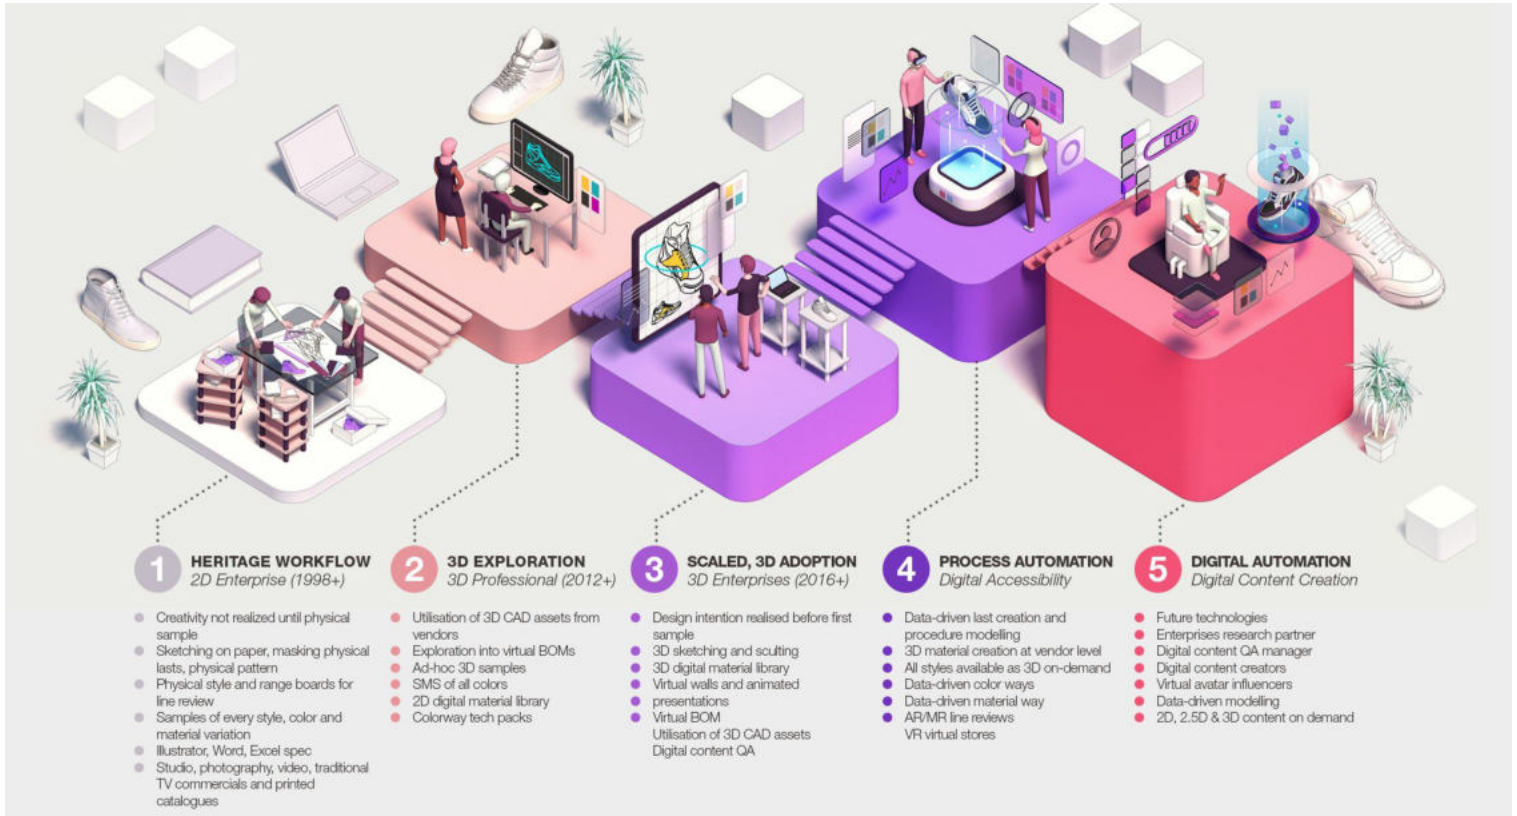 1
HERITAGE WORKFLOW
2D Enterprise (1998+)
Creativity not realized until physical
sample
Sketching on paper, masking physical
lasts, physical pattern
Physical style and range boards for
line review
Samples of every style, color and
material variation
Illustrator, Word, Excel spec
Studio, photography, video, traditional
TV commercials and printed
catalogues
2
3D EXPLORATION
3D Professional (2012+)
Utilisation of 3D CAD assets from
vendors
Exploration into virtual BOMs
Ad-hoc 3D samples
SMS of all colors
2D digital material library
Colorway tech packs
3
SCALED, 3D ADOPTION
3D Enterprises (2016+)
Design intention realised before first
sample
3D sketching and sculting
3D digital material library
Virtual walls and animated
presentations
Virtual BOM
Utilisation of 3D CAD assets
Digital content QA
4
PROCESS AUTOMATION
Digital Accessibility
Data-driven last creation and
procedure modelling
3D material creation at vendor level
All styles available as 3D on-demand
Data-driven color ways
Data-driven material way
AR/MR line reviews
VR virtual stores
5
DIGITAL AUTOMATION
Digital Content Creation
Future technologies
Enterprises research partner
Digital content QA manager
Digital content creators
Virtual avatar influencers
Data-driven modelling
2D, 2.5D & 3D content on demand